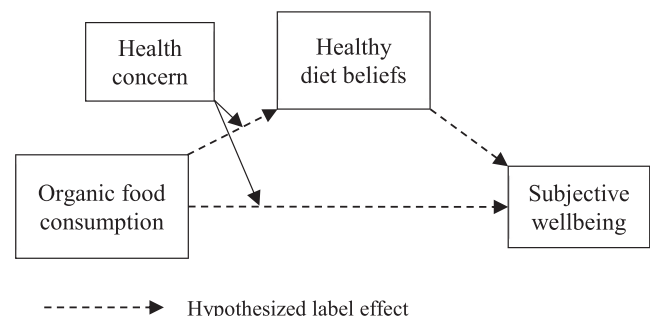 Health
concern
Healthy
diet beliefs
Organic food
consumption
Subjective
wellbeing
Hypothesized label effect